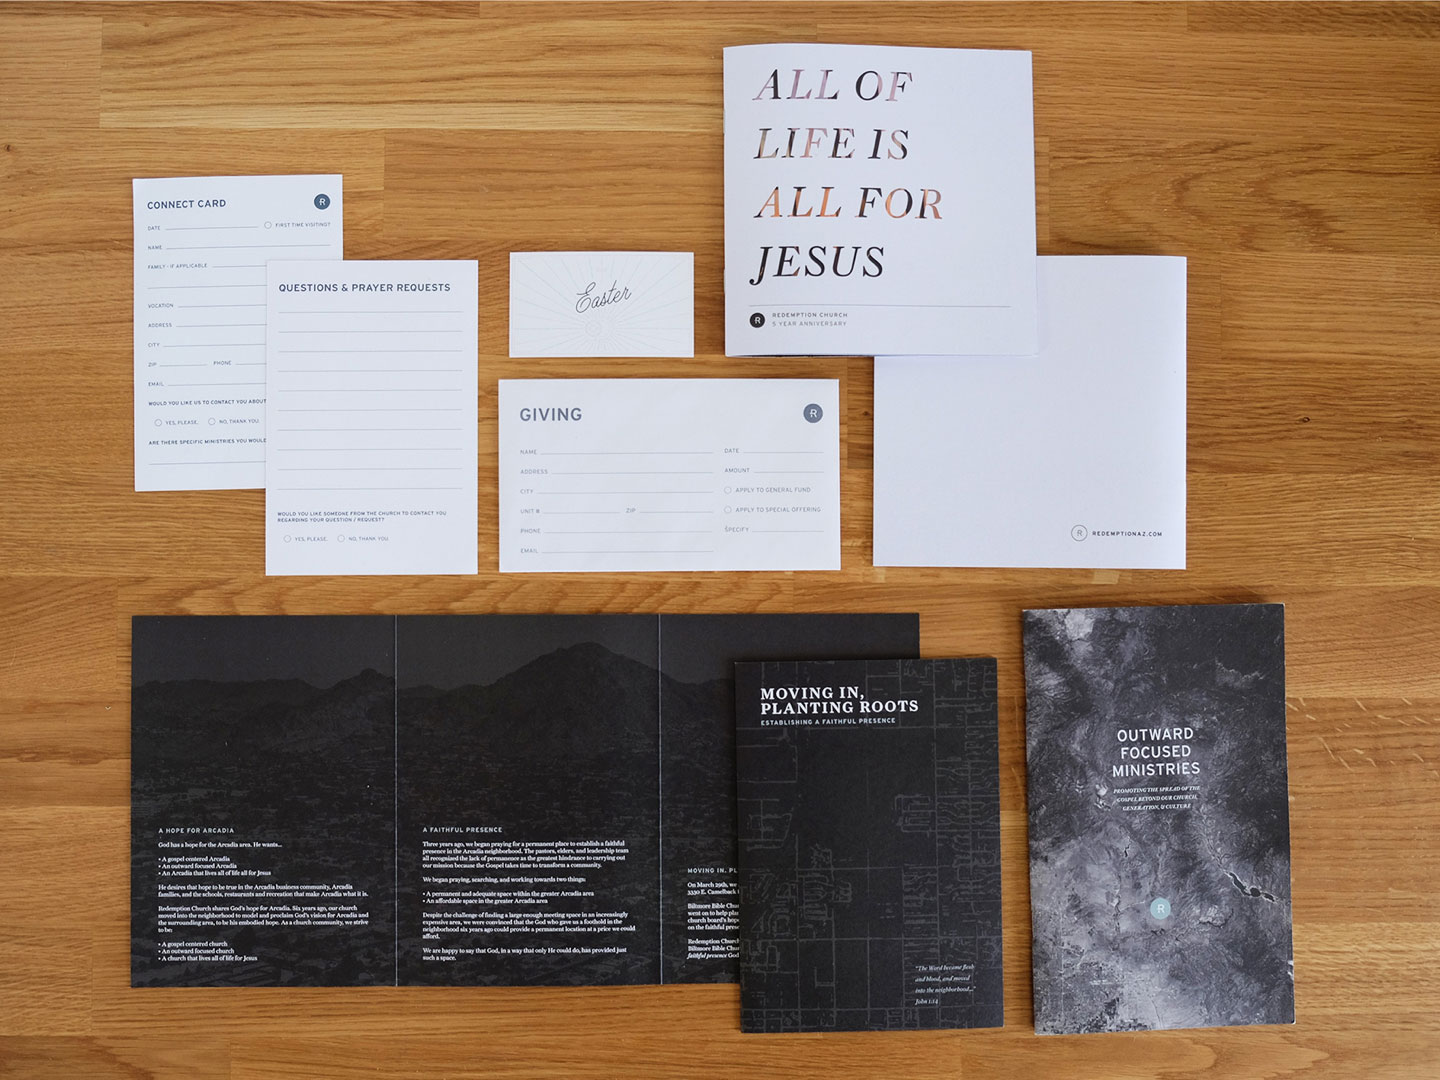 CONNECT CARD
R
DATE
FIRST TIME VISITING?
NAME
FAMILY - IF APPLICABLE
VOCATION
ADDRESS
CITY
ZIP PHONE
EMAIL
WOULD YOU LIKE US TO CONTACT YOU ABOUT
YES, PLEASE. NO, THANK YOU.
ARE THERE SPECIFIC MINISTRIES YOU WOULD
QUESTIONS & PRAYER REQUESTS
WOULD YOU LIKE SOMEONE FROM THE CHURCH TO CONTACT YOU
REGARDING YOUR QUESTION / REQUEST?
YES, PLEASE. NO, THANK YOU.
Easter
ALL OF
LIFE IS
ALL FOR
JESUS
R
REDEMPTION CHURCH
5 YEAR ANNIVERSARY
GIVING
R
NAME
ADDRESS
CITY
UNIT # ZIP
PHONE
EMAIL
DATE
AMOUNT
APPLY TO GENERAL FUND
APPLY TO SPECIAL OFFERING
SPECIFY
R REDEMPTIONAZ.COM
A HOPE FOR ARCADIA
God has a hope for the Arcadia area. He wants...
• A gospel centered Arcadia
• An outward focused Arcadia
• An Arcadia that lives all of life all for Jesus
He desires that hope to be true in the Arcadia business community, Arcadia
families, and the schools, restaurants and recreation that make Arcadia what it is.
Redemption Church shares God's hope for Arcadia. Six years ago, our church
moved into the neighborhood to model and proclaim God's vision for Arcadia and
the surrounding area, to be his embodied hope. As a church community, we strive
to be:
• A gospel centered church
• An outward focused church
• A church that lives all of life for Jesus
A FAITHFUL PRESENCE
Three years ago, we began praying for a permanent place to establish a faithful
presence in the Arcadia neighborhood. The pastors, elders, and leadership team
all recognized the lack of permanence as the greatest hindrance to carrying out
our mission because the Gospel takes time to transform a community.
We began praying, searching, and working towards two things:
• A permanent and adequate space within the greater Arcadia area
• An affordable space in the greater Arcadia area
Despite the challenge of finding a large enough meeting space in an increasingly
expensive area, we were convinced that the God who gave us a foothold in the
neighborhood six years ago could provide a permanent location at a price we could
afford.
We are happy to say that God, in a way that only He could do, has provided just
such a space.
MOVING IN, PL
On March 29th, we
3330 E. Camelback
Biltmore Bible Chur
went on to help plan
church board's hope
on the faithful prese
Redemption Church
Biltmore Bible Chur
faithful presence God
MOVING IN,
PLANTING ROOTS
ESTABLISHING A FAITHFUL PRESENCE
"The Word became flesh
and blood, and moved
into the neighborhood..."
John 1:14
OUTWARD
FOCUSED
MINISTRIES
PROMOTING THE SPREAD OF THE
GOSPEL BEYOND OUR CHURCH,
GENERATION, & CULTURE
R